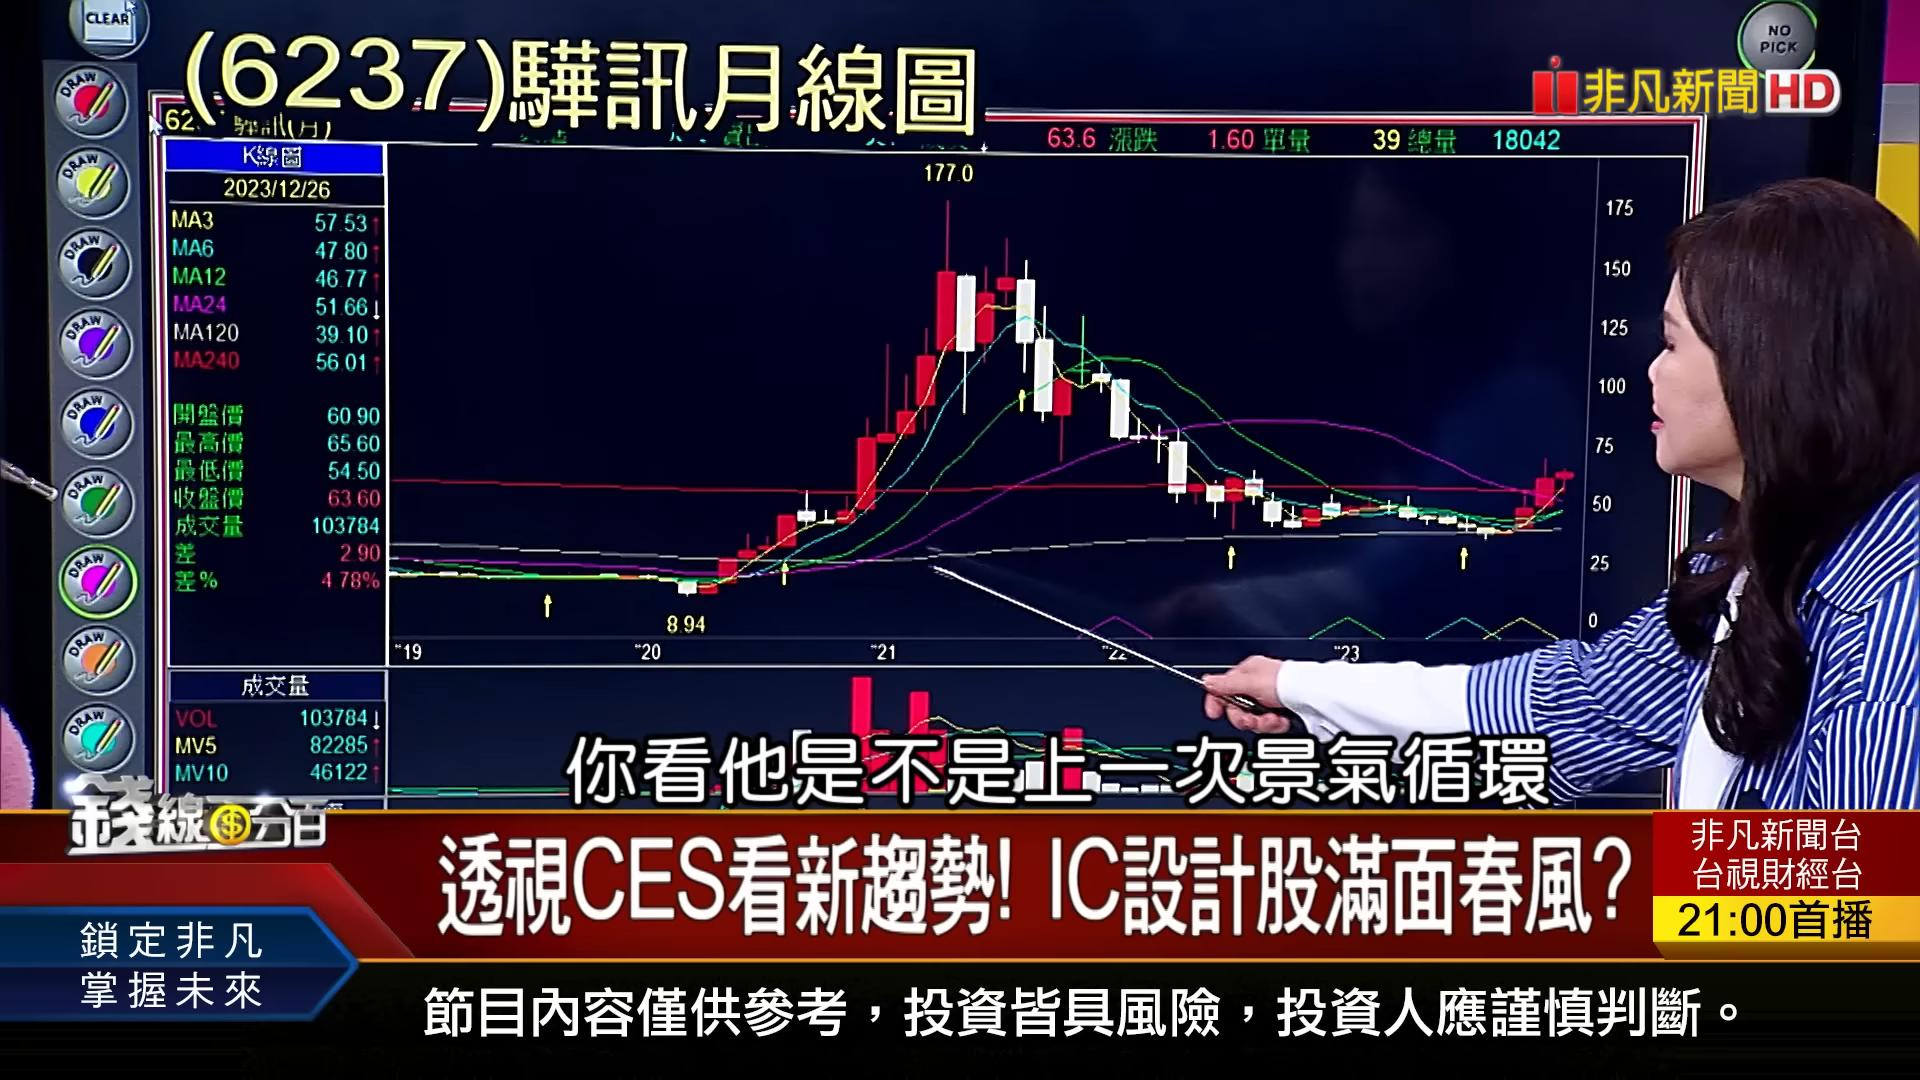 CLEAR
NO
PICK
(6237)驊訊月線圖
非凡新聞HD
63.6 漲跌 1.60 單量 39 總量 18042
K線圖
2023/12/26
MA3 57.53↑
MA6 47.80↑
MA12 46.77↑
MA24 51.66↓
MA120 39.10↑
MA240 56.01↑
開盤價 60.90
最高價 65.60
最低價 54.50
收盤價 63.60
成交量 103784
差 2.90
差% 4.78%
177.0
8.94
175
150
125
100
75
50
25
0
"19 "20 "21 "22 "23
成交量
VOL 103784↓
MV5 82285↑
MV10 46122↑
DRAW
DRAW
DRAW
DRAW
DRAW
DRAW
DRAW
DRAW
DRAW
你看他是不是上一次景氣循環
錢線百分百
透視CES看新趨勢! IC設計股滿面春風?
非凡新聞台
台視財經台
21:00首播
鎖定非凡
掌握未來
節目內容僅供參考，投資皆具風險，投資人應謹慎判斷。